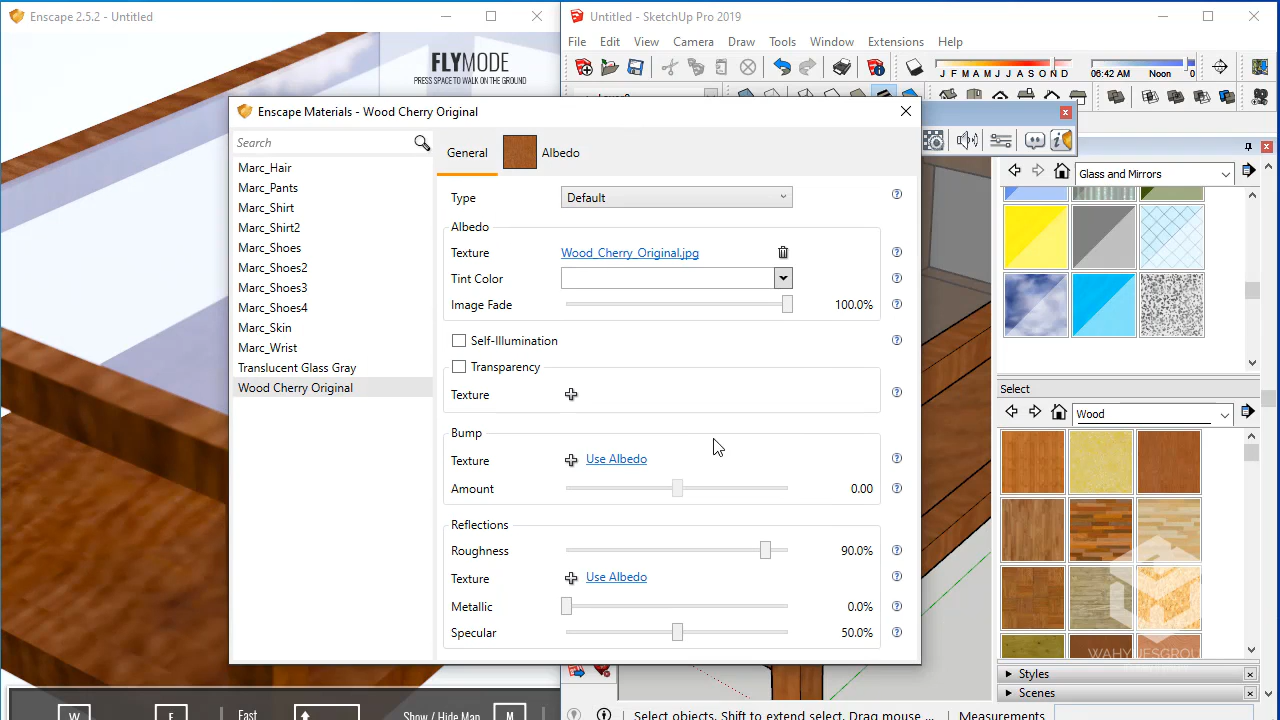 Enscape 2.5.2 - Untitled
Untitled - SketchUp Pro 2019
File Edit View Camera Draw Tools Window Extensions Help
FLYMODE
PRESS SPACE TO WALK ON THE GROUND
J F M A M J J A S O N D
06:42 AM Noon
Enscape Materials - Wood Cherry Original
Search
Marc_Hair
Marc_Pants
Marc_Shirt
Marc_Shirt2
Marc_Shoes
Marc_Shoes2
Marc_Shoes3
Marc_Shoes4
Marc_Skin
Marc_Wrist
Translucent Glass Gray
Wood Cherry Original
General Albedo
Type Default
Albedo
Texture Wood_Cherry_Original.jpg
Tint Color
Image Fade 100.0%
Self-Illumination
Transparency
Texture
Bump
Texture Use Albedo
Amount 0.00
Reflections
Roughness 90.0%
Texture Use Albedo
Metallic 0.0%
Specular 50.0%
Glass and Mirrors
Select
Wood
Styles
Scenes
W E Fast Show / Hide Map M
Select objects. Shift to extend select. Drag mouse ... Measurements